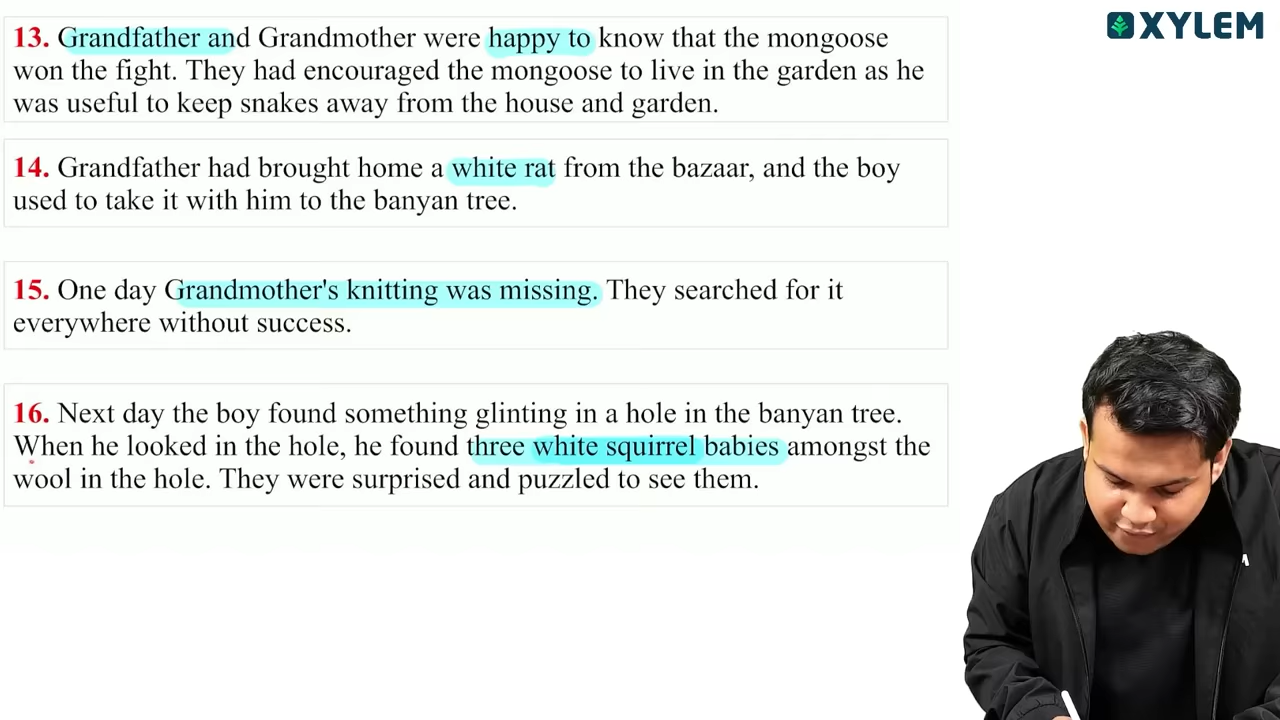 XYLEM
13. Grandfather and Grandmother were happy to know that the mongoose
won the fight. They had encouraged the mongoose to live in the garden as he
was useful to keep snakes away from the house and garden.
14. Grandfather had brought home a white rat from the bazaar, and the boy
used to take it with him to the banyan tree.
15. One day Grandmother's knitting was missing. They searched for it
everywhere without success.
16. Next day the boy found something glinting in a hole in the banyan tree.
When he looked in the hole, he found three white squirrel babies amongst the
wool in the hole. They were surprised and puzzled to see them.